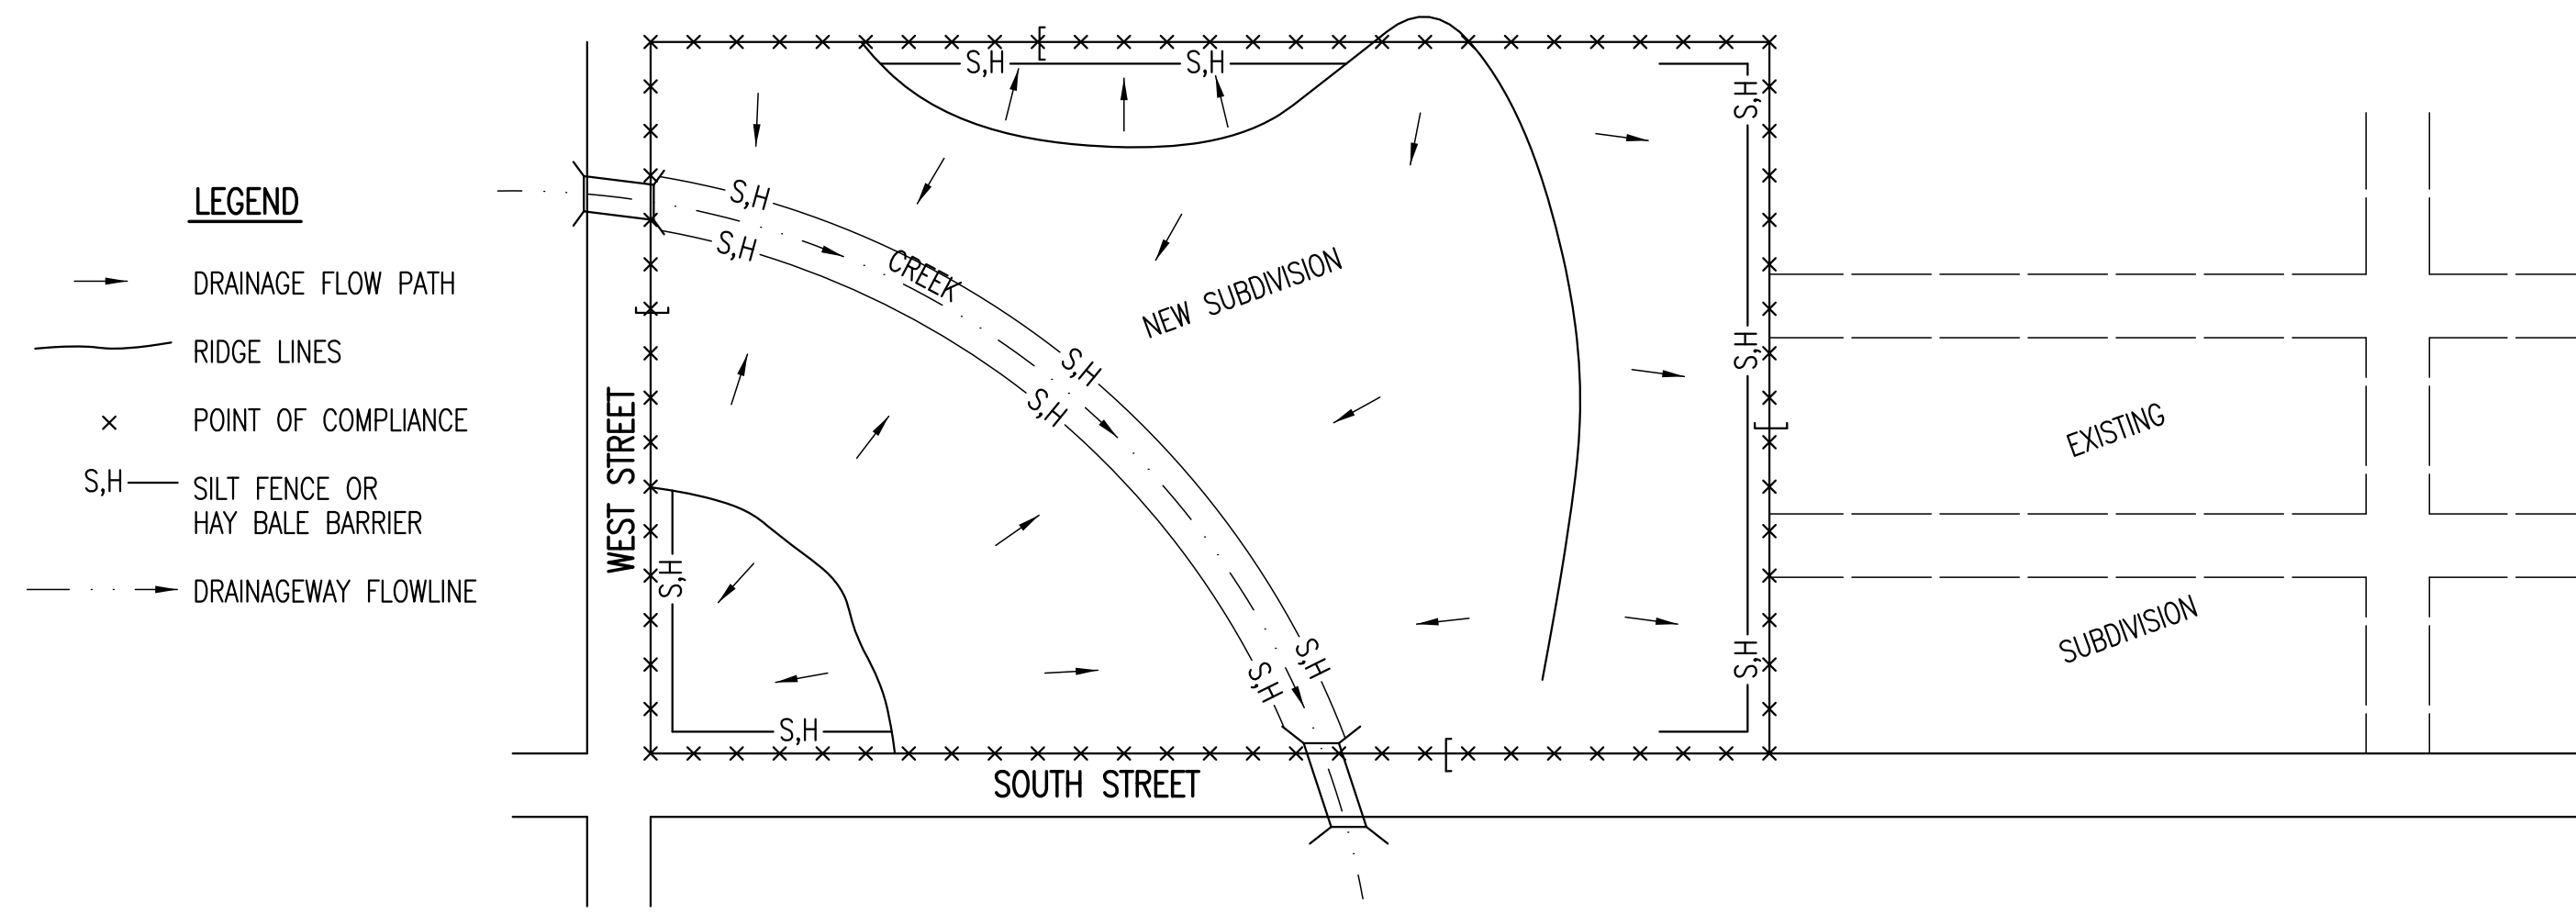 LEGEND
DRAINAGE FLOW PATH
RIDGE LINES
POINT OF COMPLIANCE
S,H
SILT FENCE OR
HAY BALE BARRIER
DRAINAGEWAY FLOWLINE
S,H
S,H
S,H
S,H
S,H
CREEK
NEW SUBDIVISION
S,H
S,H
S,H
WEST STREET
EXISTING
S,H
SUBDIVISION
S,H
S,H
S,H
S,H
SOUTH STREET